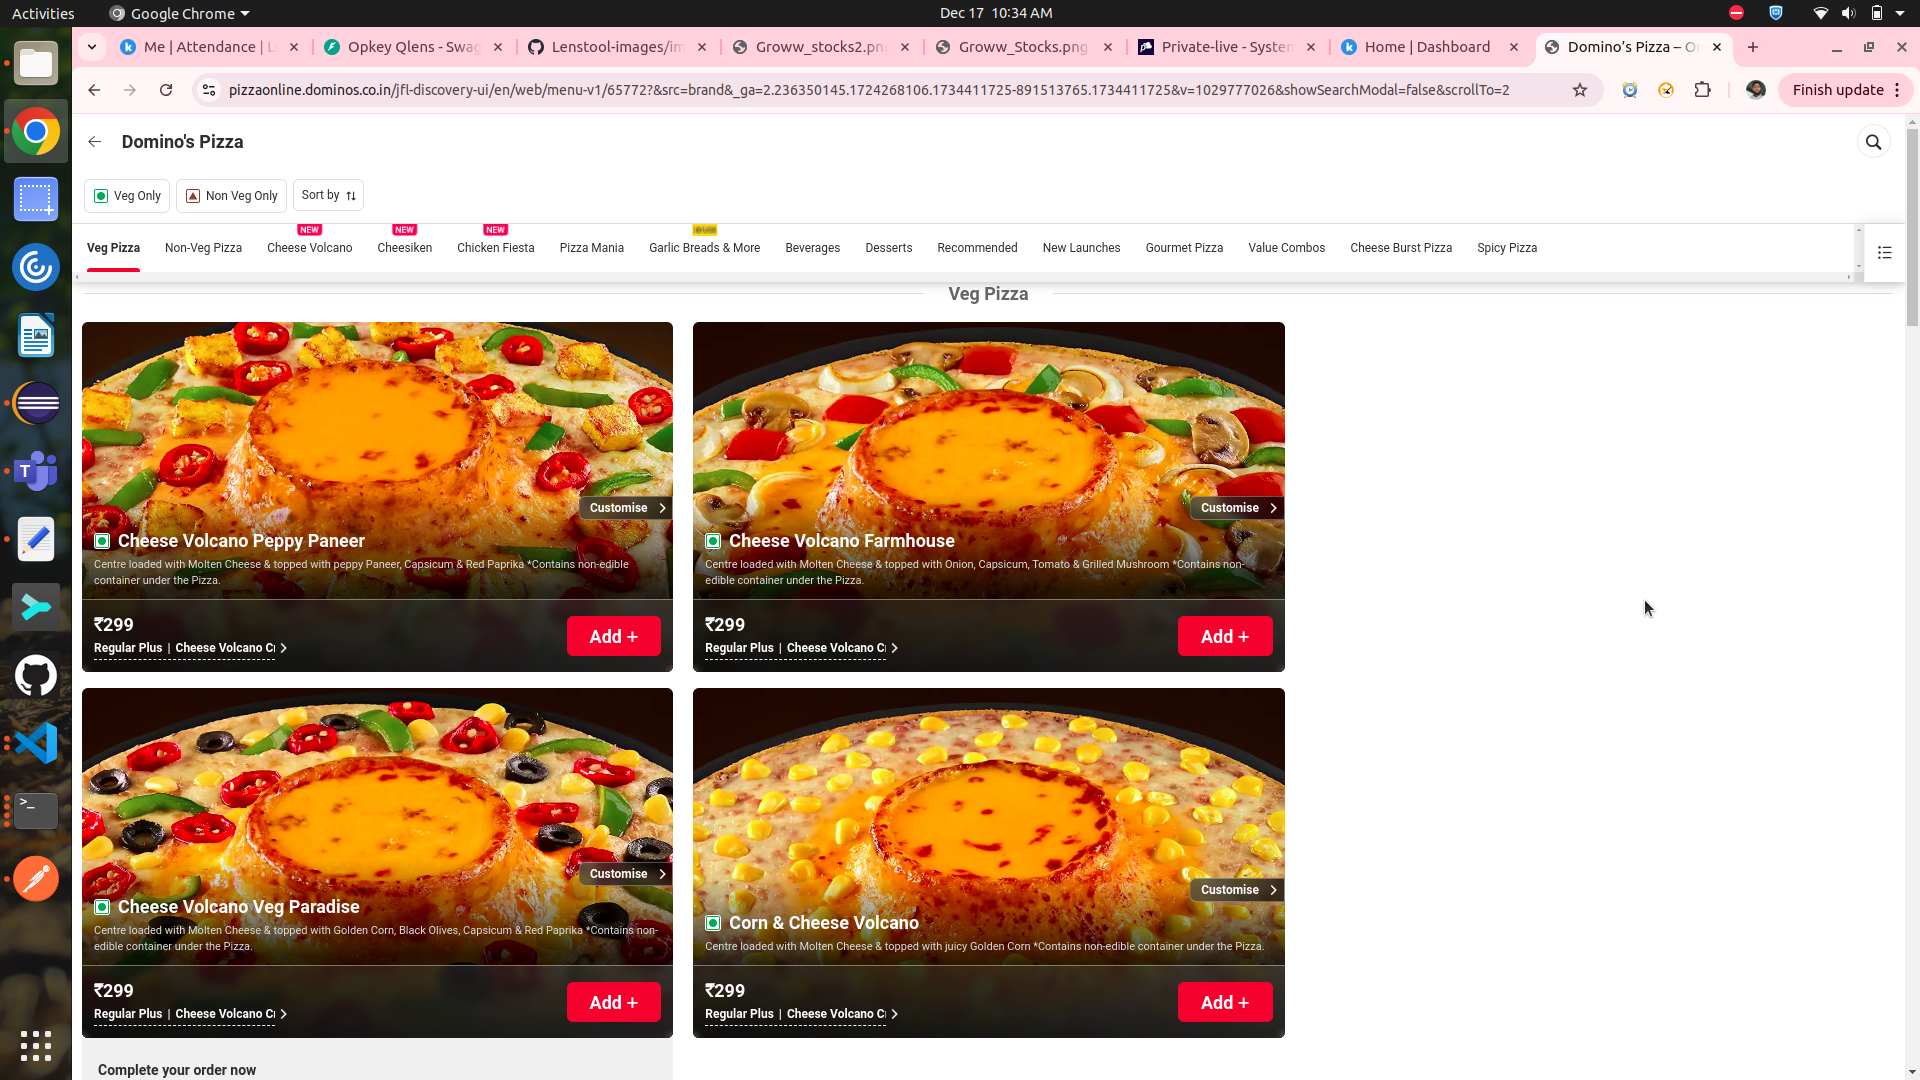 Activities
Google Chrome
Dec 17 10:34 AM
Me | Attendance | L
Opkey Qlens - Swag
Lenstool-images/im
Groww_stocks2.pn
Groww_Stocks.png
Private-live - System
Home | Dashboard
Domino's Pizza – O
pizzaonline.dominos.co.in/jfl-discovery-ui/en/web/menu-v1/65772?&src=brand&_ga=2.236350145.1724268106.1734411725-891513765.1734411725&v=1029777026&showSearchModal=false&scrollTo=2
Finish update
Domino's Pizza
Veg Only
Non Veg Only
Sort by
NEW
NEW
NEW
Veg Pizza
Non-Veg Pizza
Cheese Volcano
Cheesiken
Chicken Fiesta
Pizza Mania
Garlic Breads & More
Beverages
Desserts
Recommended
New Launches
Gourmet Pizza
Value Combos
Cheese Burst Pizza
Spicy Pizza
Veg Pizza
Customise
Cheese Volcano Peppy Paneer
Centre loaded with Molten Cheese & topped with peppy Paneer, Capsicum & Red Paprika *Contains non-edible
container under the Pizza.
₹299
Regular Plus | Cheese Volcano C
Add +
Customise
Cheese Volcano Farmhouse
Centre loaded with Molten Cheese & topped with Onion, Capsicum, Tomato & Grilled Mushroom *Contains non-
edible container under the Pizza.
₹299
Regular Plus | Cheese Volcano C
Add +
Customise
Cheese Volcano Veg Paradise
Centre loaded with Molten Cheese & topped with Golden Corn, Black Olives, Capsicum & Red Paprika *Contains non-
edible container under the Pizza.
₹299
Regular Plus | Cheese Volcano C
Add +
Customise
Corn & Cheese Volcano
Centre loaded with Molten Cheese & topped with juicy Golden Corn *Contains non-edible container under the Pizza.
₹299
Regular Plus | Cheese Volcano C
Add +
Complete your order now